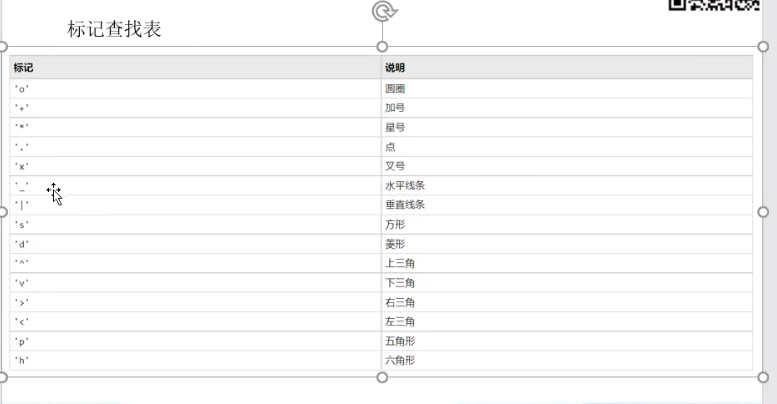 标记查找表
标记 说明
'o' 圆圈
'+' 加号
'*' 星号
'.' 点
'x' 叉号
'_' 水平线条
'|' 垂直线条
's' 方形
'd' 菱形
'^' 上三角
'v' 下三角
'>' 右三角
'<' 左三角
'p' 五角形
'h' 六角形